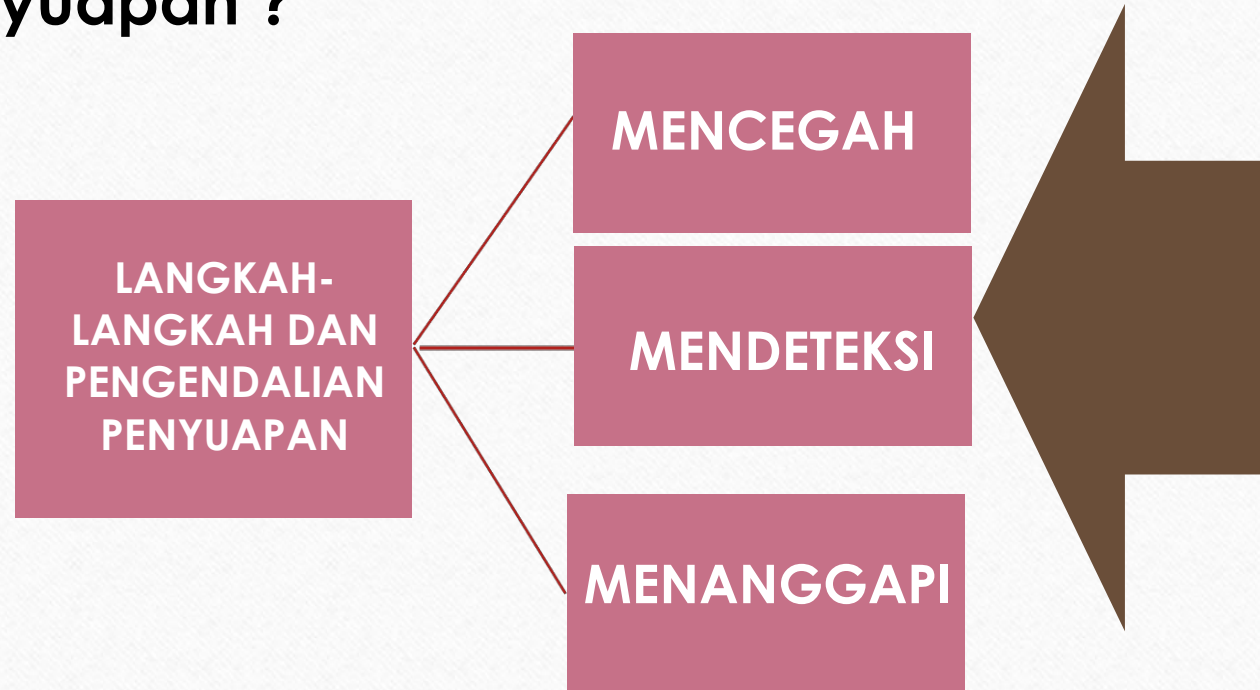 yuapan ?
MENCEGAH
LANGKAH-
LANGKAH DAN
PENGENDALIAN
PENYUAPAN
MENDETEKSI
MENANGGAPI